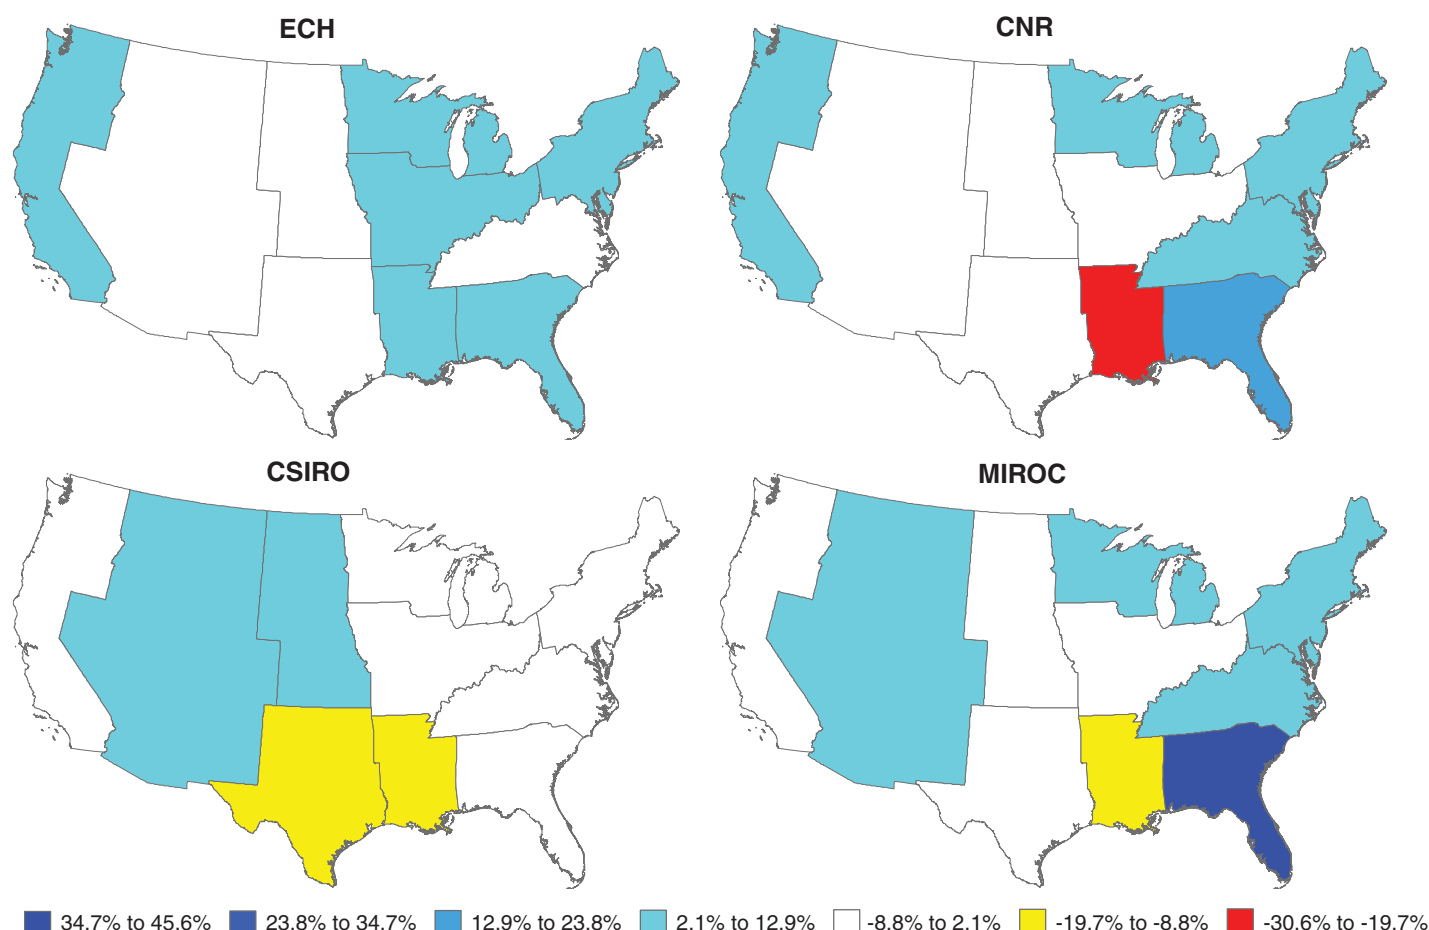 ECH
CNR
CSIRO
MIROC
34.7% to 45.6% 23.8% to 34.7% 12.9% to 23.8% 2.1% to 12.9% -8.8% to 2.1% -19.7% to -8.8% -30.6% to -19.7%